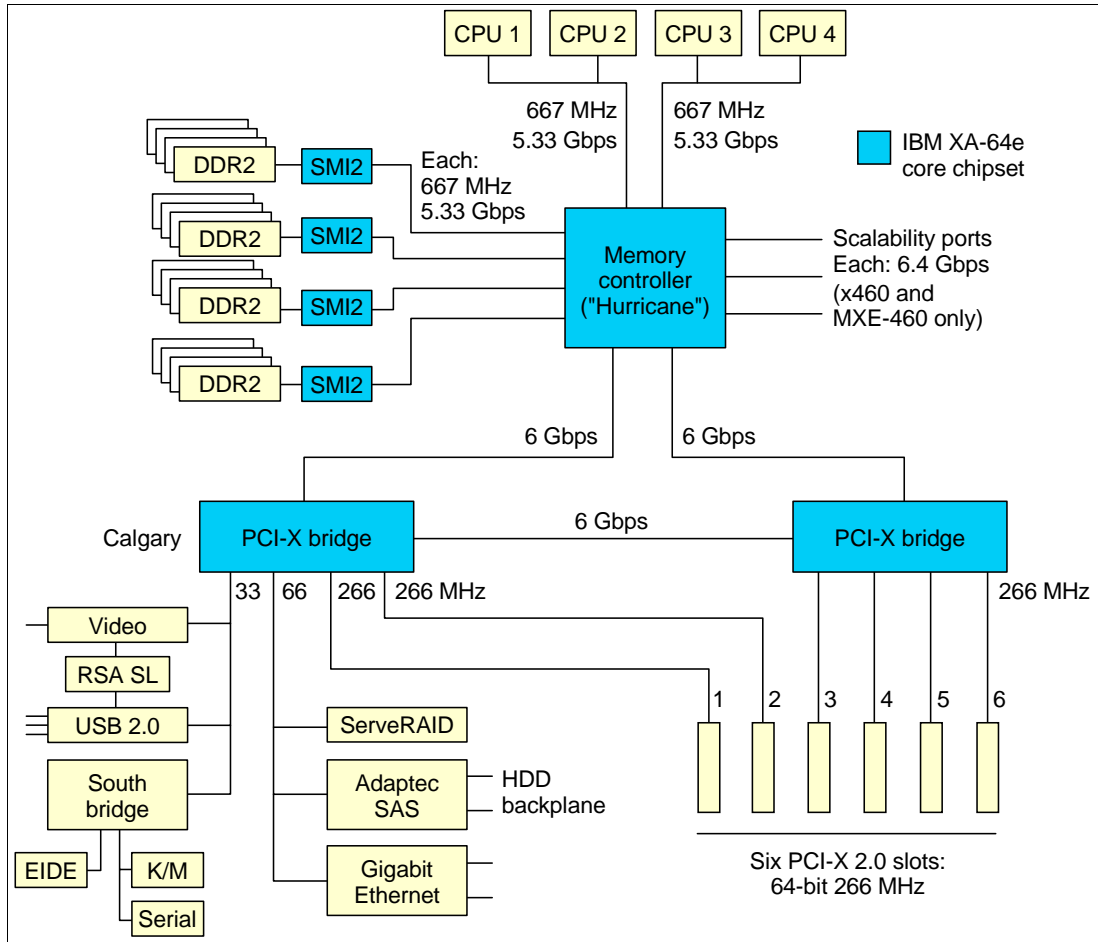 CPU 1
CPU 2
CPU 3
CPU 4
667 MHz
5.33 Gbps
667 MHz
5.33 Gbps
IBM XA-64e
core chipset
DDR2
SMI2
Each:
667 MHz
5.33 Gbps
DDR2
SMI2
DDR2
SMI2
DDR2
SMI2
Memory
controller
("Hurricane")
Scalability ports
Each: 6.4 Gbps
(x460 and
MXE-460 only)
6 Gbps
6 Gbps
Calgary
PCI-X bridge
6 Gbps
PCI-X bridge
33
66
266
266 MHz
266 MHz
Video
RSA SL
USB 2.0
South
bridge
EIDE
K/M
Serial
ServeRAID
Adaptec
SAS
HDD
backplane
Gigabit
Ethernet
1
2
3
4
5
6
Six PCI-X 2.0 slots:
64-bit 266 MHz